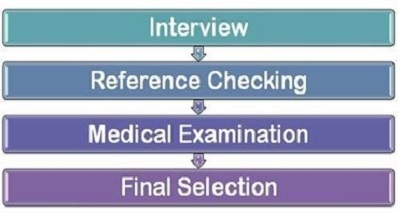 Interview
Reference Checking
Medical Examination
Final Selection